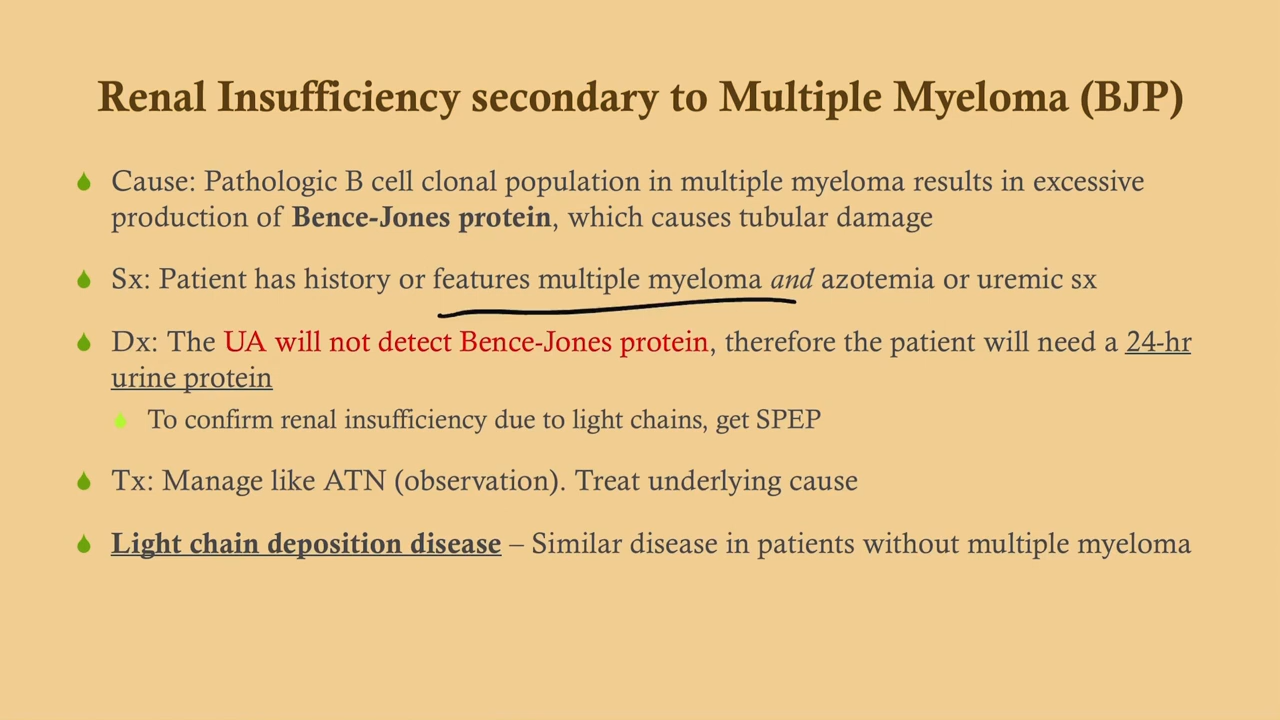 Renal Insufficiency secondary to Multiple Myeloma (BJP)
Cause: Pathologic B cell clonal population in multiple myeloma results in excessive
production of Bence-Jones protein, which causes tubular damage
Sx: Patient has history or features multiple myeloma and azotemia or uremic sx
Dx: The UA will not detect Bence-Jones protein, therefore the patient will need a 24-hr
urine protein
To confirm renal insufficiency due to light chains, get SPEP
Tx: Manage like ATN (observation). Treat underlying cause
Light chain deposition disease – Similar disease in patients without multiple myeloma